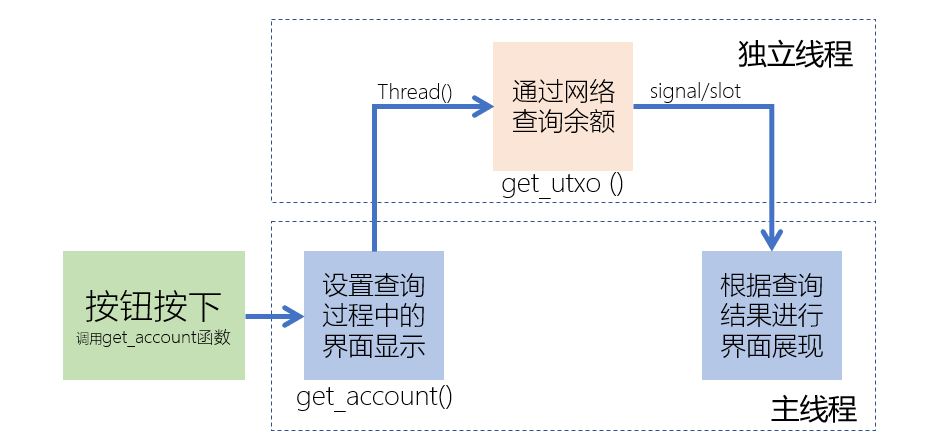 独立线程
Thread()
通过网络
查询余额
signal/slot
get_utxo ()
按钮按下
调用get_account函数
设置查询
过程中的
界面显示
get_account()
根据查询
结果进行
界面展现
主线程